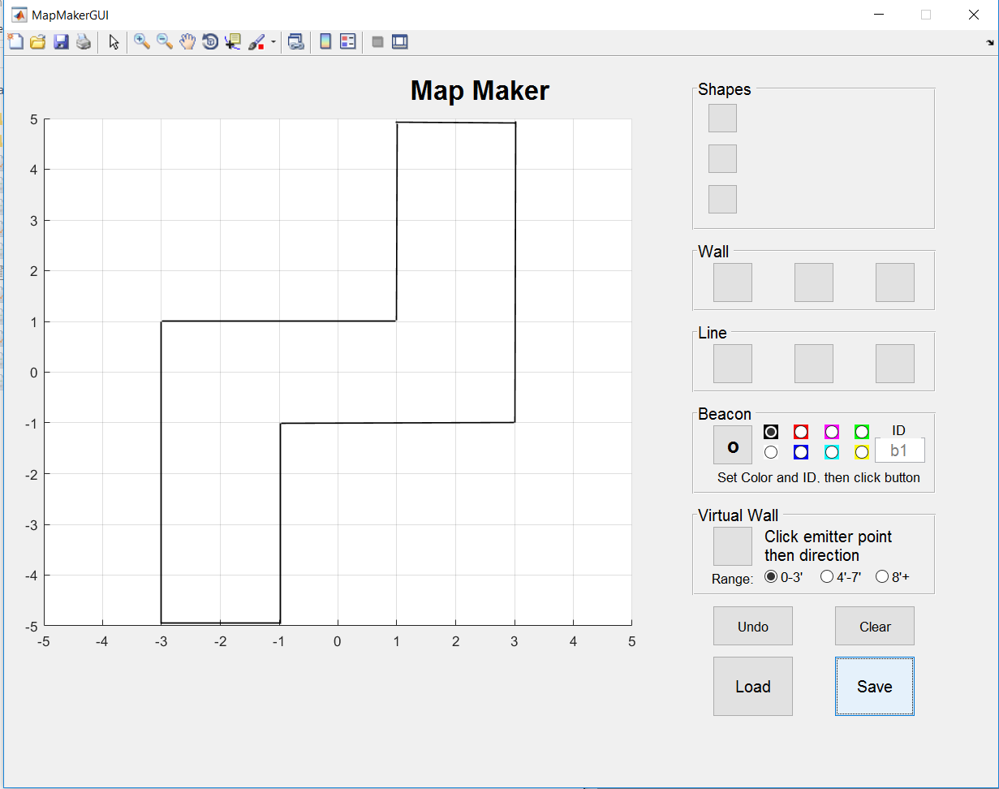 MapMakerGUI
Map Maker
5
4
3
2
1
0
-1
-2
-3
-4
-5
-5 -4 -3 -2 -1 0 1 2 3 4 5
Shapes
Wall
Line
Beacon
o
ID
b1
Set Color and ID, then click button
Virtual Wall
Click emitter point
then direction
Range: 0-3' 4'-7' 8'+
Undo Clear
Load Save